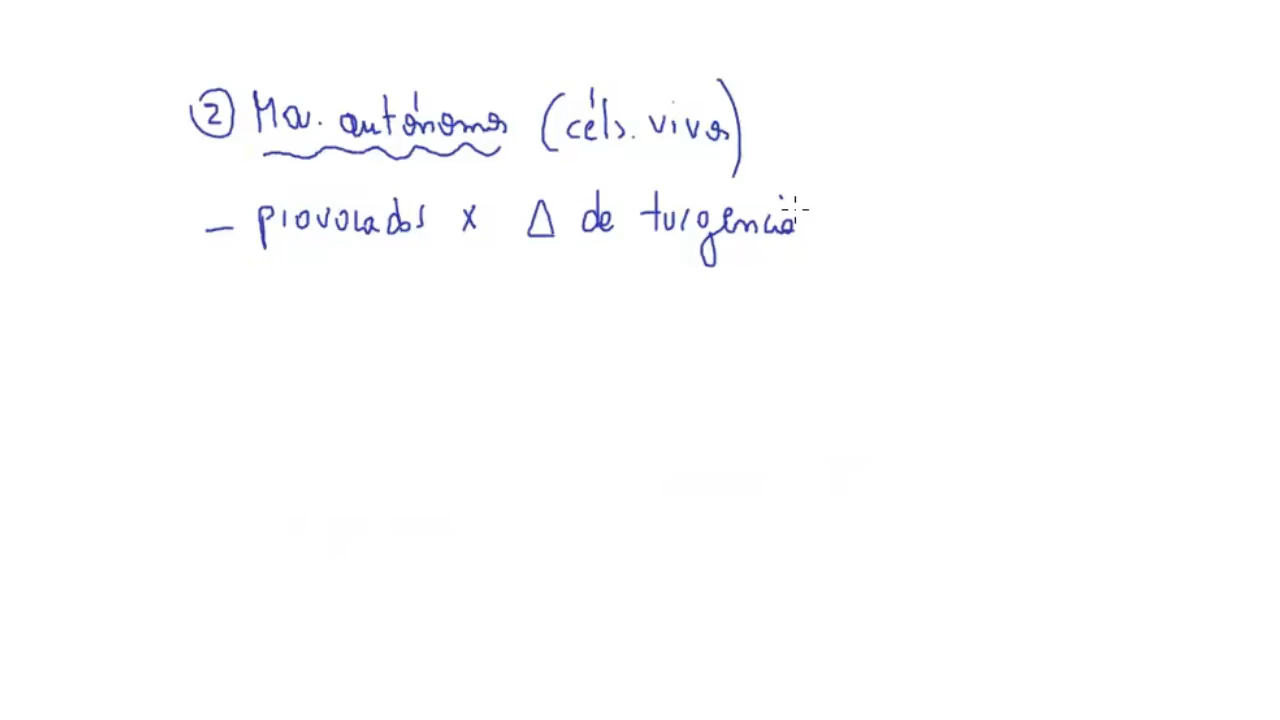 ② Mov. autónomos (céls. vivas)
- provocados x Δ de turgencia